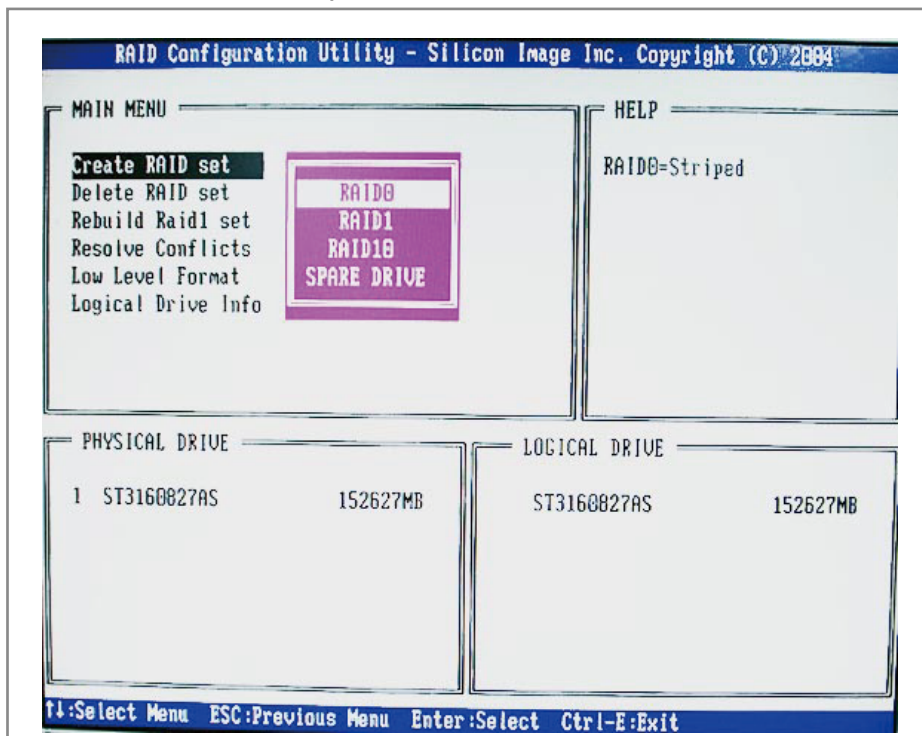 RAID Configuration Utility - Silicon Image Inc. Copyright (C) 2004
MAIN MENU
Create RAID set
Delete RAID set
Rebuild Raid1 set
Resolve Conflicts
Low Level Format
Logical Drive Info
RAID0
RAID1
RAID10
SPARE DRIVE
HELP
RAID0=Striped
PHYSICAL DRIVE
1 ST3160827AS 152627MB
LOGICAL DRIVE
ST3160827AS 152627MB
↑↓:Select Menu ESC:Previous Menu Enter:Select Ctrl-E:Exit